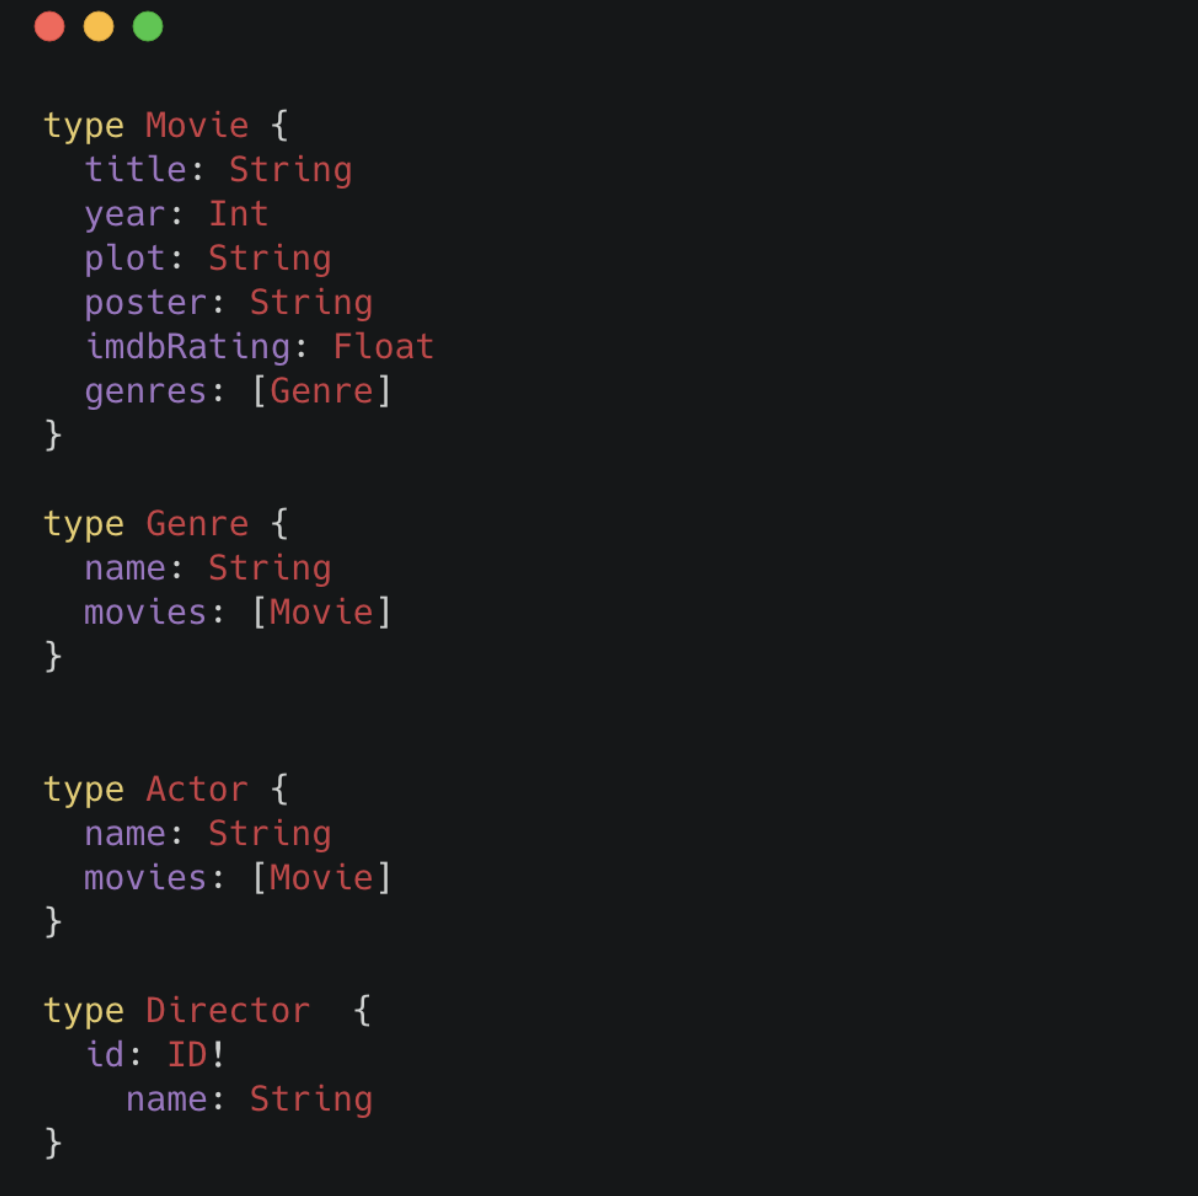 type Movie {
  title: String
  year: Int
  plot: String
  poster: String
  imdbRating: Float
  genres: [Genre]
}
type Genre {
  name: String
  movies: [Movie]
}
type Actor {
  name: String
  movies: [Movie]
}
type Director  {
  id: ID!
    name: String
}